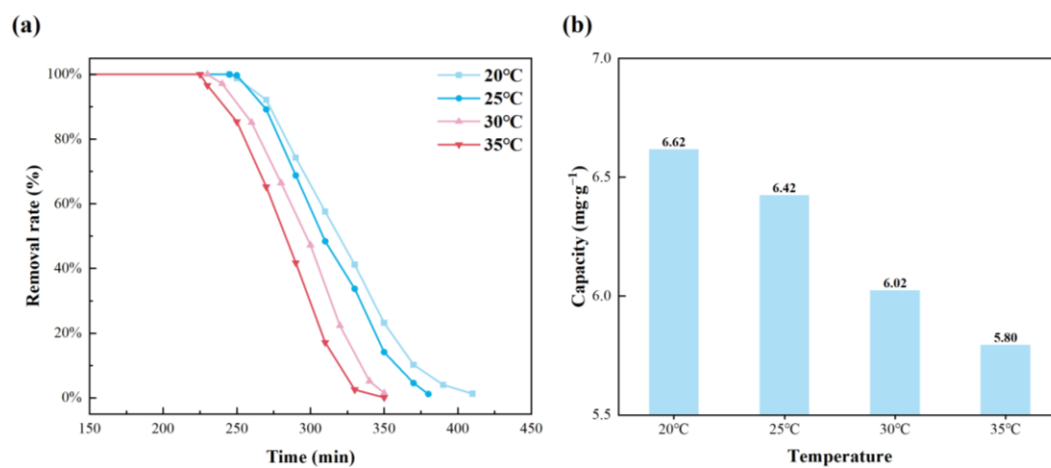 (a)
100%
80%
60%
40%
20%
0%
Removal rate (%)
150 200 250 300 350 400 450
Time (min)
20℃
25℃
30℃
35℃
(b)
7.0
6.5
6.0
5.5
Capacity (mg·g⁻¹)
6.62
6.42
6.02
5.80
20℃ 25℃ 30℃ 35℃
Temperature